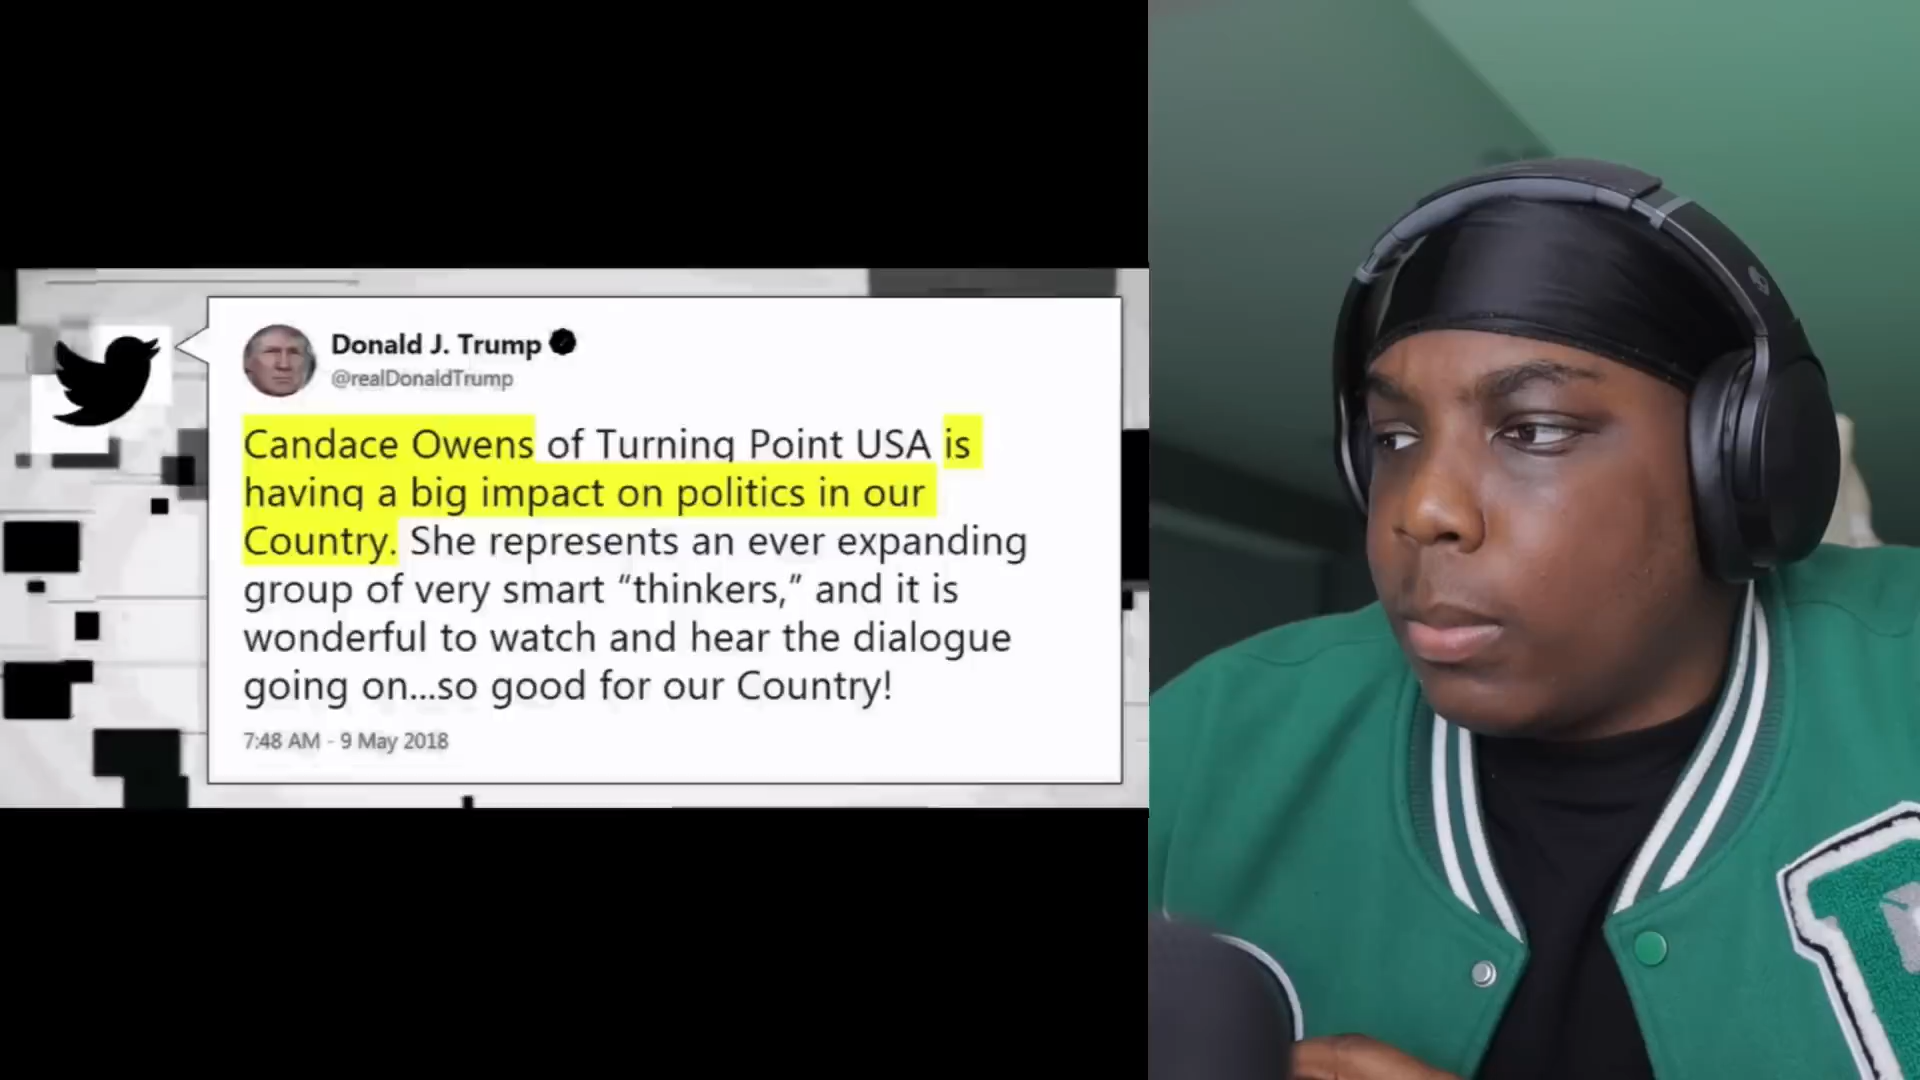 Donald J. Trump
@realDonaldTrump
Candace Owens of Turning Point USA is
having a big impact on politics in our
Country. She represents an ever expanding
group of very smart “thinkers,” and it is
wonderful to watch and hear the dialogue
going on...so good for our Country!
7:48 AM - 9 May 2018